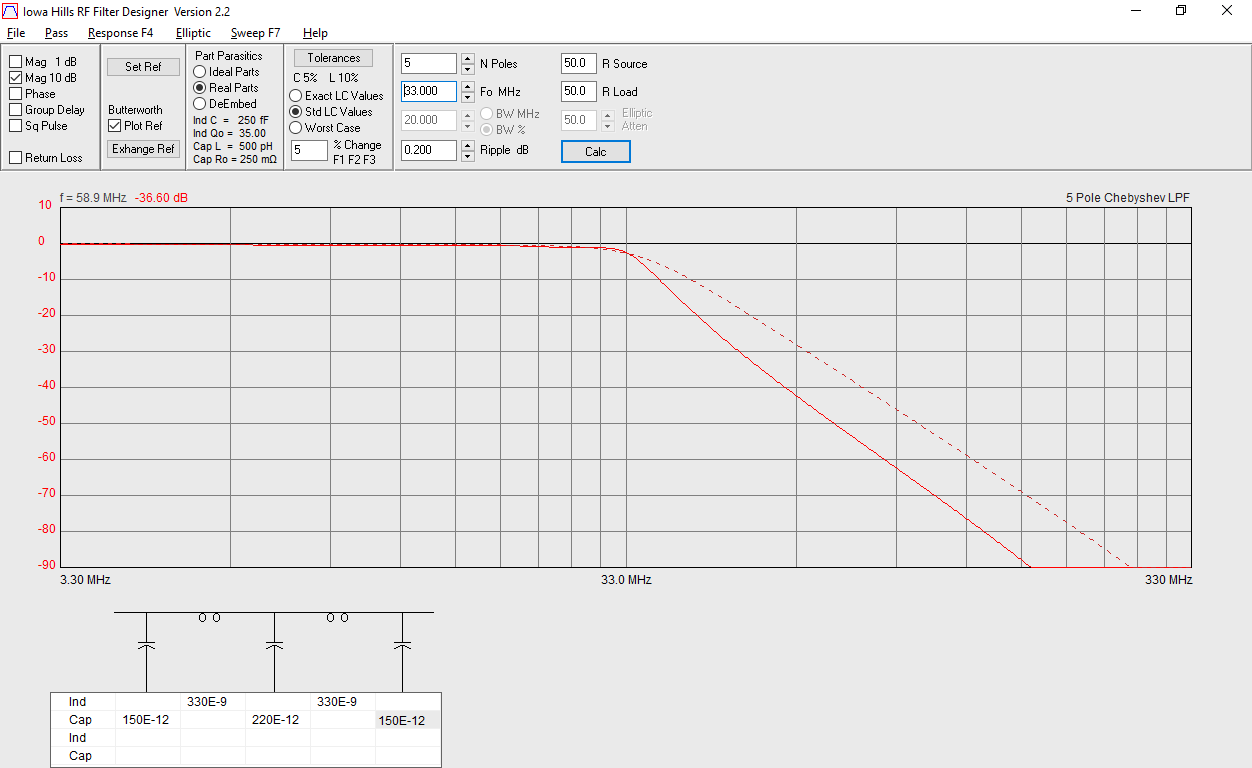 Iowa Hills RF Filter Designer Version 2.2
File Pass Response F4 Elliptic Sweep F7 Help
Mag 1 dB
Mag 10 dB
Phase
Group Delay
Sq Pulse
Return Loss
Set Ref
Butterworth
Plot Ref
Exhange Ref
Part Parasitics
Ideal Parts
Real Parts
DeEmbed
Ind C = 250 fF
Ind Qo = 35.00
Cap L = 500 pH
Cap Ro = 250 mΩ
Tolerances
C 5% L 10%
Exact LC Values
Std LC Values
Worst Case
5 % Change
F1 F2 F3
5 N Poles 50.0 R Source
33.000 Fo MHz 50.0 R Load
20.000 BW MHz BW % 50.0 Elliptic Atten
0.200 Ripple dB Calc
f = 58.9 MHz -36.60 dB 5 Pole Chebyshev LPF
10
0
-10
-20
-30
-40
-50
-60
-70
-80
-90
3.30 MHz 33.0 MHz 330 MHz
Ind 330E-9 330E-9
Cap 150E-12 220E-12 150E-12
Ind
Cap